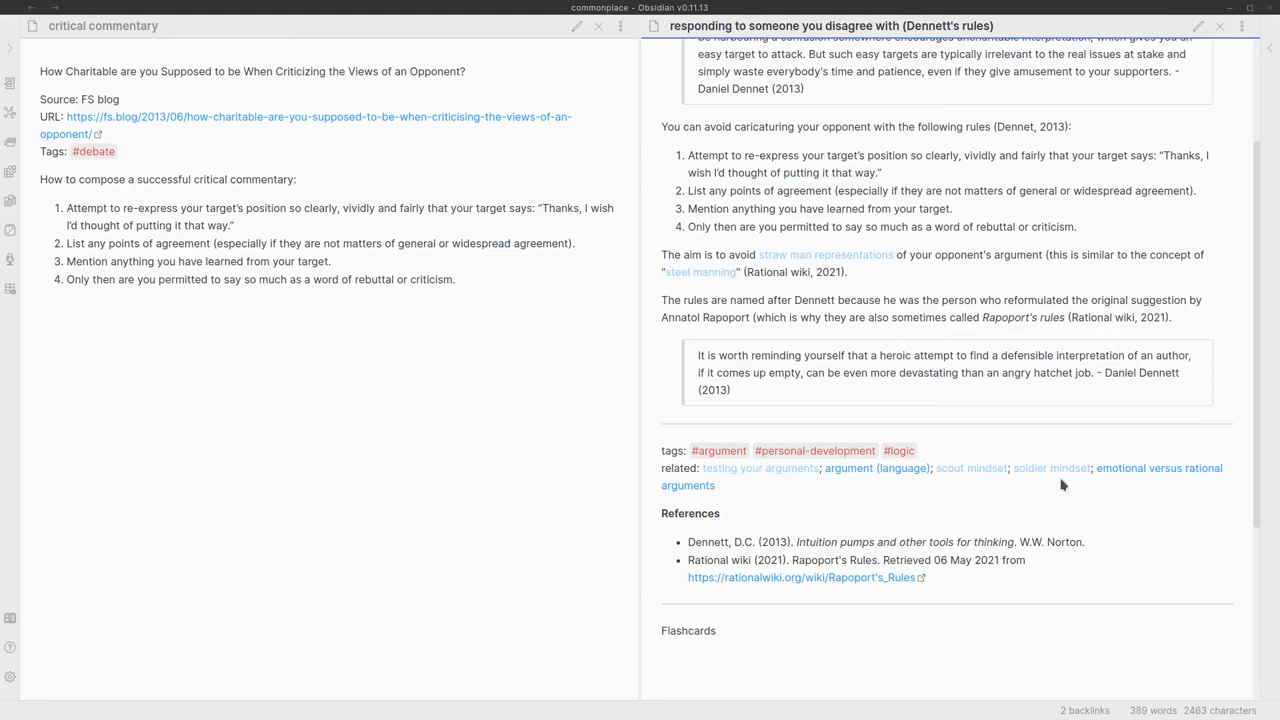 commonplace - Obsidian v0.11.13
critical commentary
How Charitable are you Supposed to be When Criticizing the Views of an Opponent?
Source: FS blog
URL: https://fs.blog/2013/06/how-charitable-are-you-supposed-to-be-when-criticising-the-views-of-an-
opponent/
Tags: #debate
How to compose a successful critical commentary:
1. Attempt to re-express your target’s position so clearly, vividly and fairly that your target says: “Thanks, I wish
I’d thought of putting it that way.”
2. List any points of agreement (especially if they are not matters of general or widespread agreement).
3. Mention anything you have learned from your target.
4. Only then are you permitted to say so much as a word of rebuttal or criticism.
responding to someone you disagree with (Dennett's rules)
be harbouring a confusion somewhere encourages uncharitable interpretation, which gives you an
easy target to attack. But such easy targets are typically irrelevant to the real issues at stake and
simply waste everybody's time and patience, even if they give amusement to your supporters. -
Daniel Dennet (2013)
You can avoid caricaturing your opponent with the following rules (Dennet, 2013):
1. Attempt to re-express your target’s position so clearly, vividly and fairly that your target says: “Thanks, I
wish I’d thought of putting it that way.”
2. List any points of agreement (especially if they are not matters of general or widespread agreement).
3. Mention anything you have learned from your target.
4. Only then are you permitted to say so much as a word of rebuttal or criticism.
The aim is to avoid straw man representations of your opponent's argument (this is similar to the concept of
"steel manning" (Rational wiki, 2021).
The rules are named after Dennett because he was the person who reformulated the original suggestion by
Annatol Rapoport (which is why they are also sometimes called Rapoport's rules (Rational wiki, 2021).
It is worth reminding yourself that a heroic attempt to find a defensible interpretation of an author,
if it comes up empty, can be even more devastating than an angry hatchet job. - Daniel Dennett
(2013)
tags: #argument #personal-development #logic
related: testing your arguments; argument (language); scout mindset; soldier mindset; emotional versus rational
arguments
References
• Dennett, D.C. (2013). Intuition pumps and other tools for thinking. W.W. Norton.
• Rational wiki (2021). Rapoport's Rules. Retrieved 06 May 2021 from
https://rationalwiki.org/wiki/Rapoport's_Rules
Flashcards
2 backlinks 389 words 2463 characters